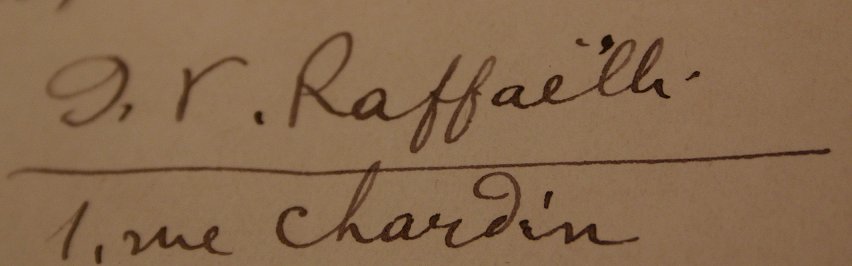 J. F. Raffaëlli.
1, rue Chardin